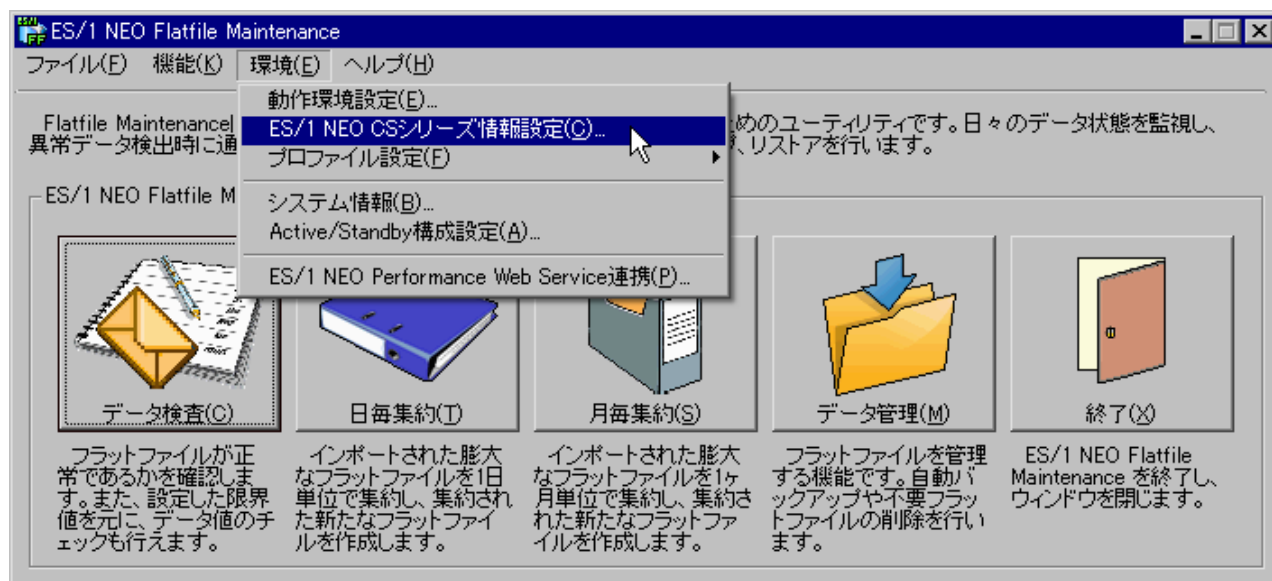 ES/1 NEO Flatfile Maintenance
ファイル(F) 機能(K) 環境(E) ヘルプ(H)
動作環境設定(E)...
ES/1 NEO CSシリーズ情報設定(C)...
プロファイル設定(F)
システム情報(B)...
Active/Standby構成設定(A)...
ES/1 NEO Performance Web Service連携(P)...
Flatfile Maintenance めのユーティリティです。日々のデータ状態を監視し、
異常データ検出時に通 、リストアを行います。
ES/1 NEO Flatfile M
データ検査(C) 日毎集約(T) 月毎集約(S) データ管理(M) 終了(X)
フラットファイルが正
常であるかを確認しま
す。また、設定した限界
値を元に、データ値のチ
ェックも行えます。
インポートされた膨大
なフラットファイルを1日
単位で集約し、集約され
た新たなフラットファイ
ルを作成します。
インポートされた膨大
なフラットファイルを1ヶ
月単位で集約し、集約さ
れた新たなフラットファ
イルを作成します。
フラットファイルを管理
する機能です。自動バ
ックアップや不要フラッ
トファイルの削除を行い
ます。
ES/1 NEO Flatfile
Maintenance を終了し、
ウィンドウを閉じます。